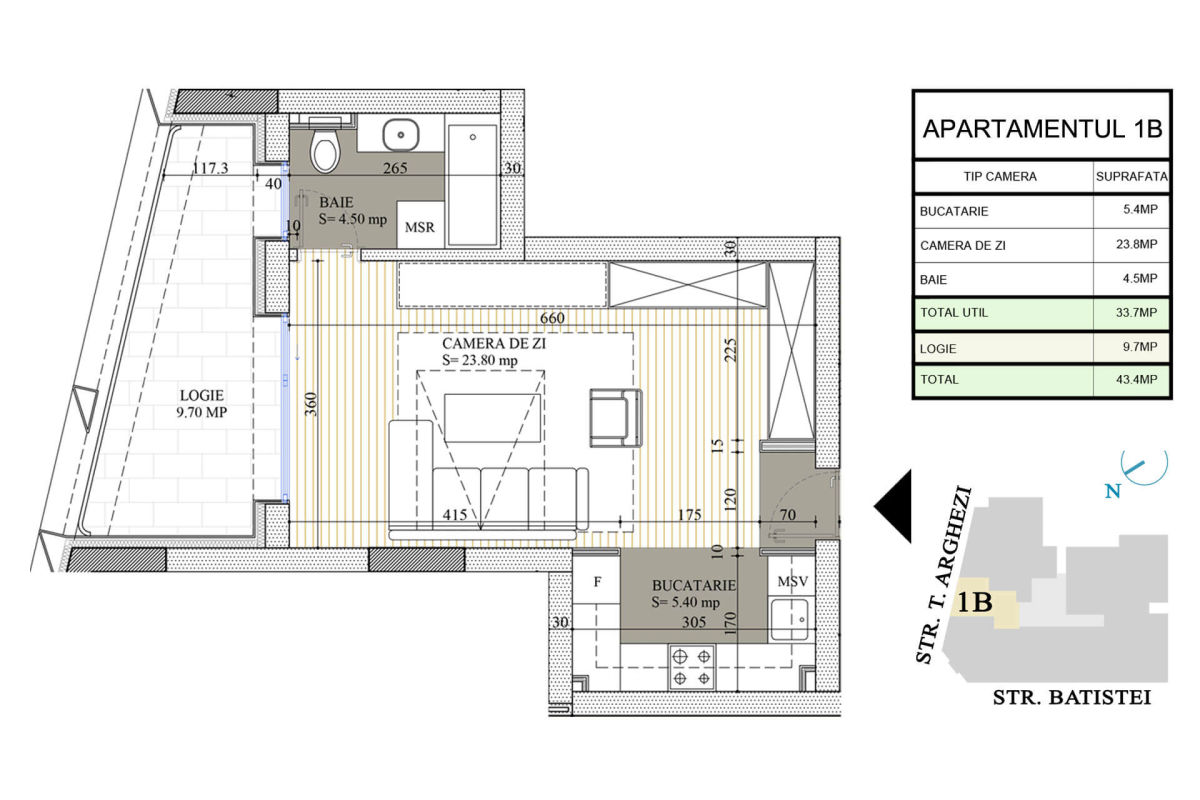 117.3
40
265
30
BAIE
S= 4.50 mp
MSR
10
30
660
CAMERA DE ZI
S= 23.80 mp
225
LOGIE
9.70 MP
360
15
120
415
175
70
10
F
BUCATARIE
S= 5.40 mp
MSV
30
305
170
APARTAMENTUL 1B
TIP CAMERA SUPRAFATA
BUCATARIE 5.4MP
CAMERA DE ZI 23.8MP
BAIE 4.5MP
TOTAL UTIL 33.7MP
LOGIE 9.7MP
TOTAL 43.4MP
N
STR. T. ARGHEZI
1B
STR. BATISTEI